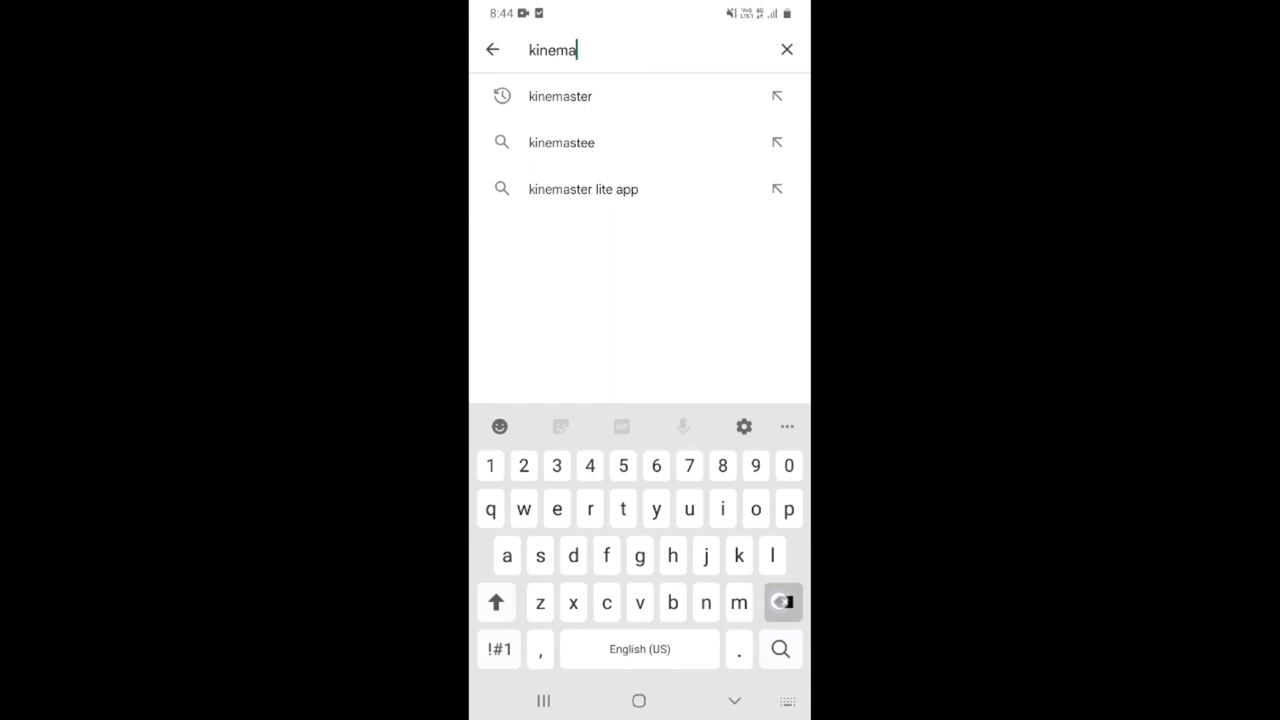 8:44
kinema
kinemaster
kinemastee
kinemaster lite app
GIF
1 2 3 4 5 6 7 8 9 0
q w e r t y u i o p
a s d f g h j k l
z x c v b n m
!#1 , English (US) .